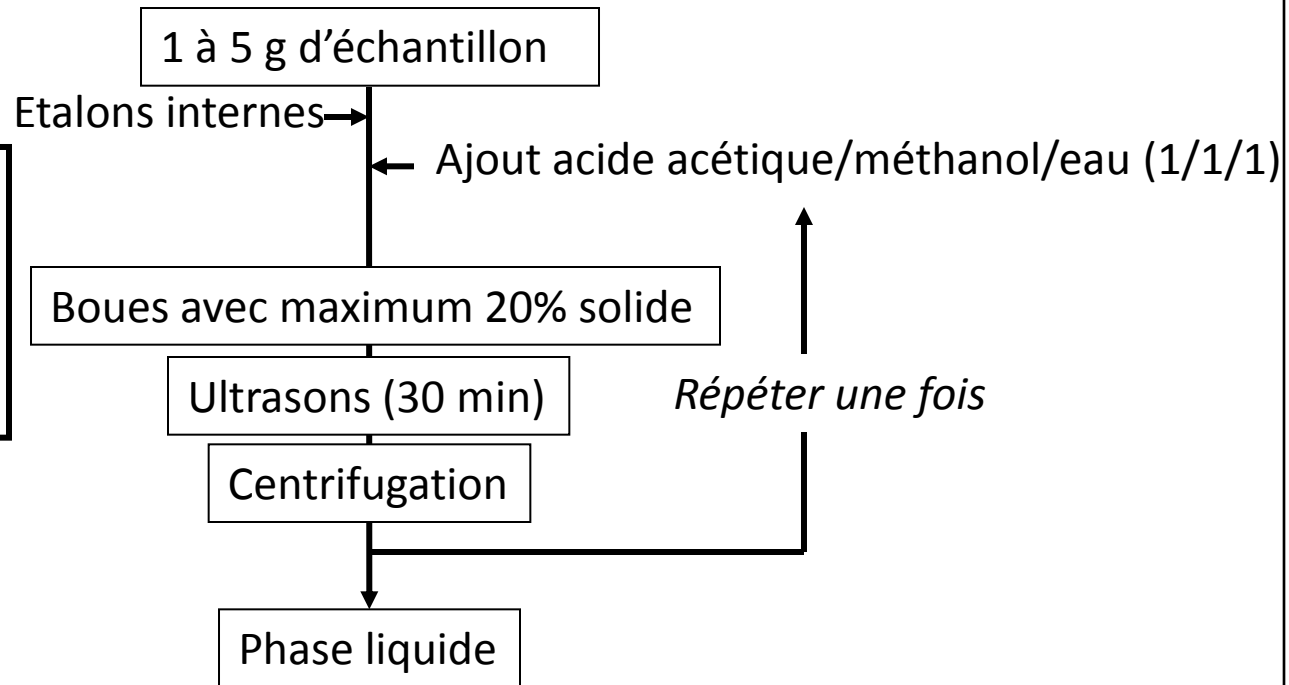 1 à 5 g d’échantillon
Etalons internes
Ajout acide acétique/méthanol/eau (1/1/1)
Boues avec maximum 20% solide
Ultrasons (30 min)
Répéter une fois
Centrifugation
Phase liquide